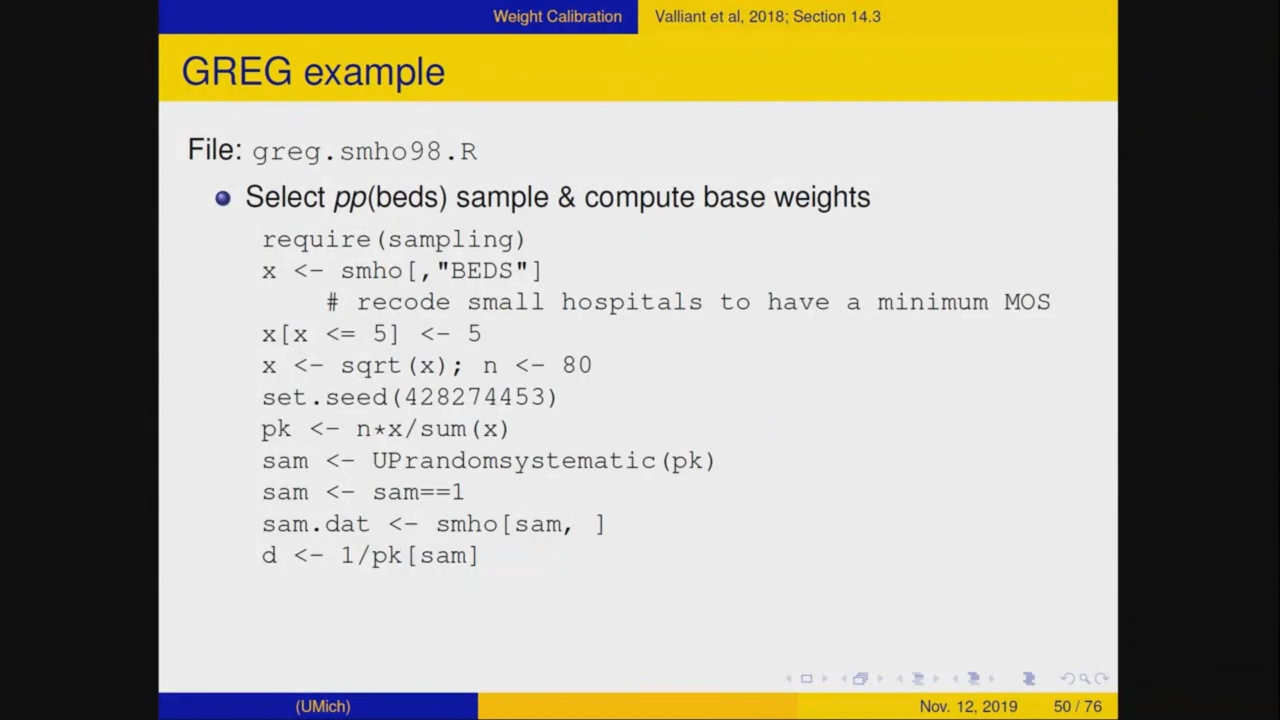 Weight Calibration Valliant et al, 2018; Section 14.3
GREG example
File: greg.smho98.R
Select pp(beds) sample & compute base weights
require(sampling)
x <- smho[,"BEDS"]
# recode small hospitals to have a minimum MOS
x[x <= 5] <- 5
x <- sqrt(x); n <- 80
set.seed(428274453)
pk <- n*x/sum(x)
sam <- UPrandomsystematic(pk)
sam <- sam==1
sam.dat <- smho[sam, ]
d <- 1/pk[sam]
(UMich) Nov. 12, 2019 50 / 76